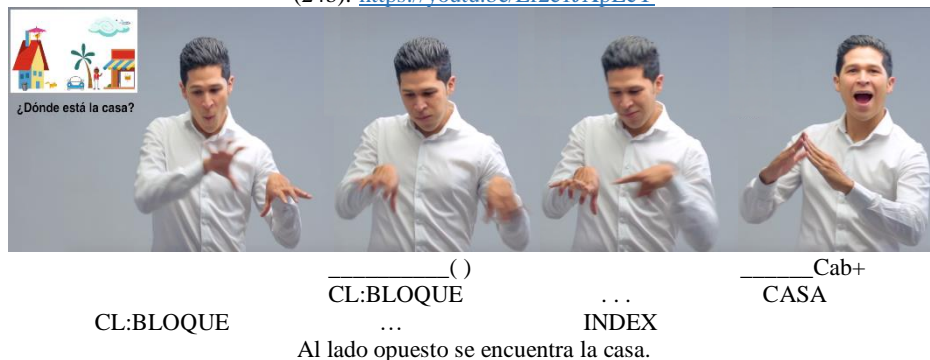 ¿Dónde está la casa?
__________( ) ______Cab+
CL:BLOQUE . . . CASA
CL:BLOQUE … INDEX
Al lado opuesto se encuentra la casa.